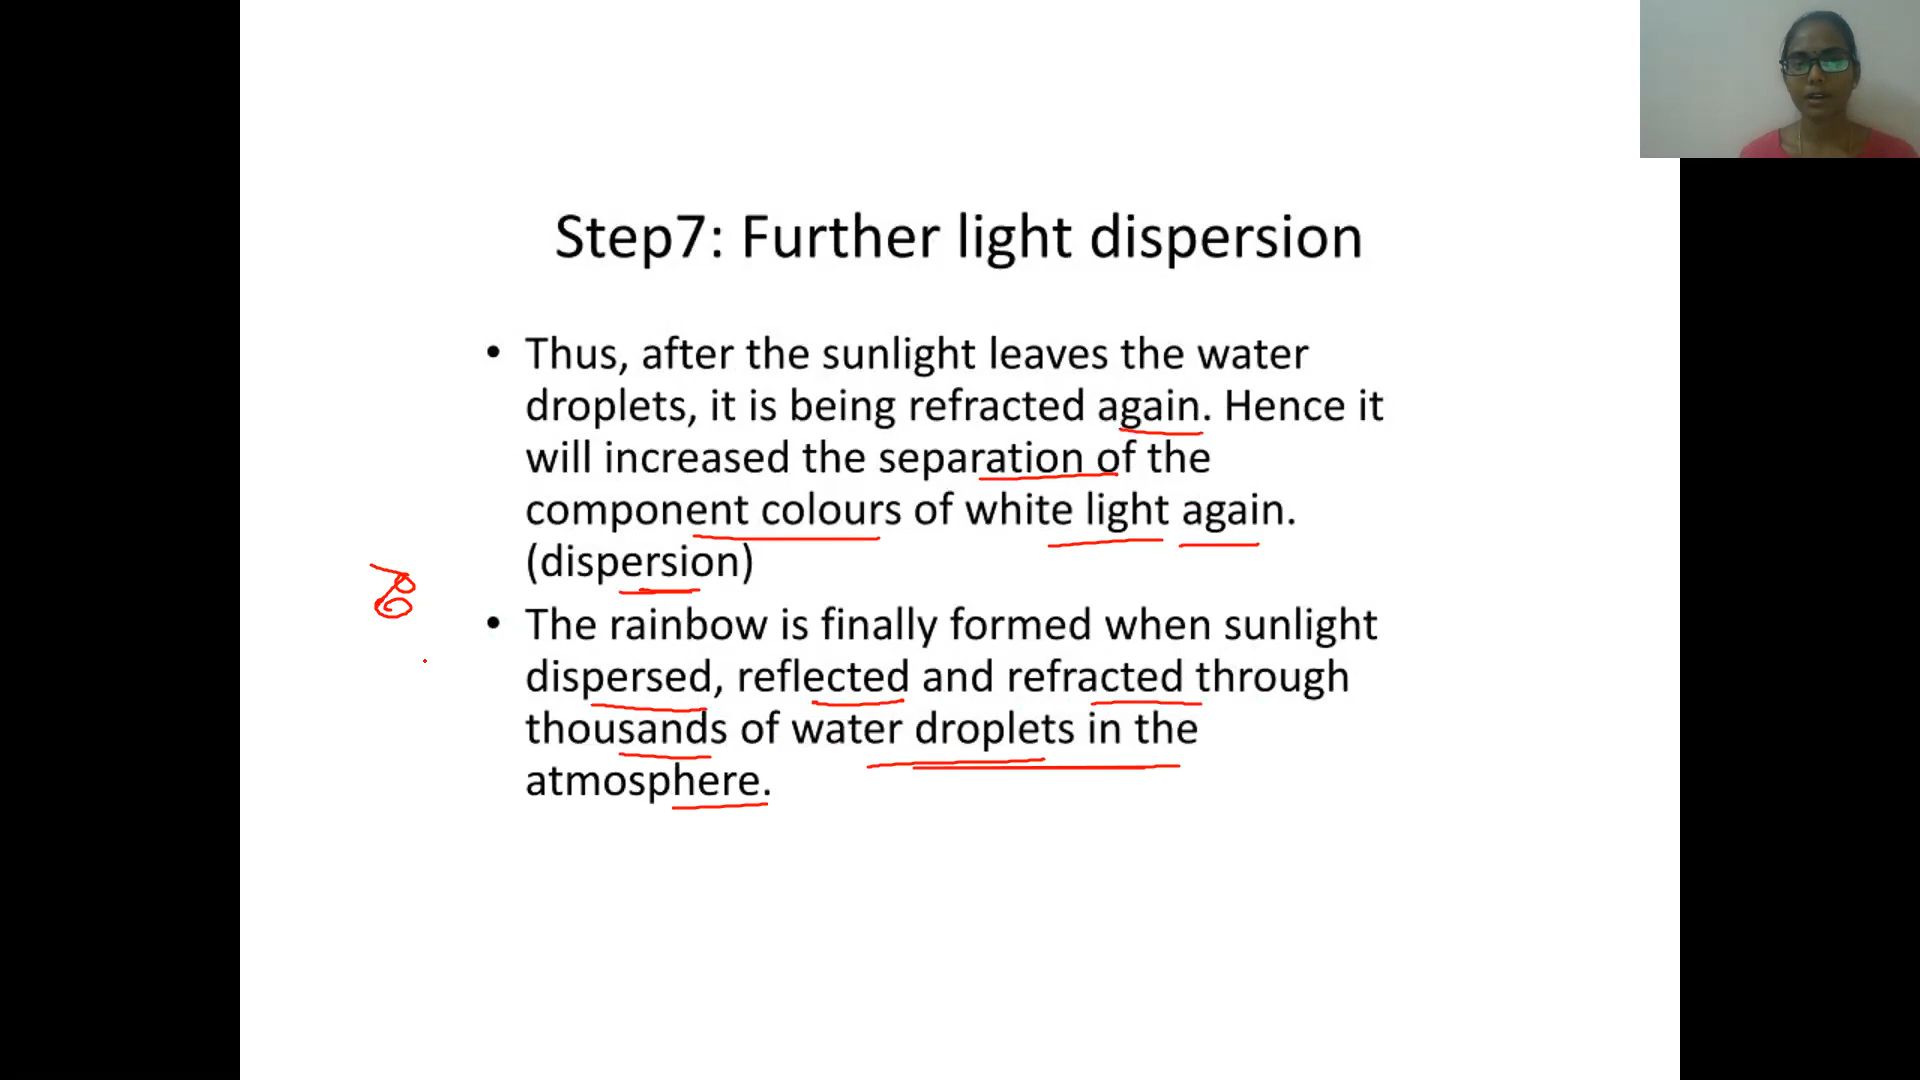 Step7: Further light dispersion
• Thus, after the sunlight leaves the water
droplets, it is being refracted again. Hence it
will increased the separation of the
component colours of white light again.
(dispersion)
• The rainbow is finally formed when sunlight
dispersed, reflected and refracted through
thousands of water droplets in the
atmosphere.